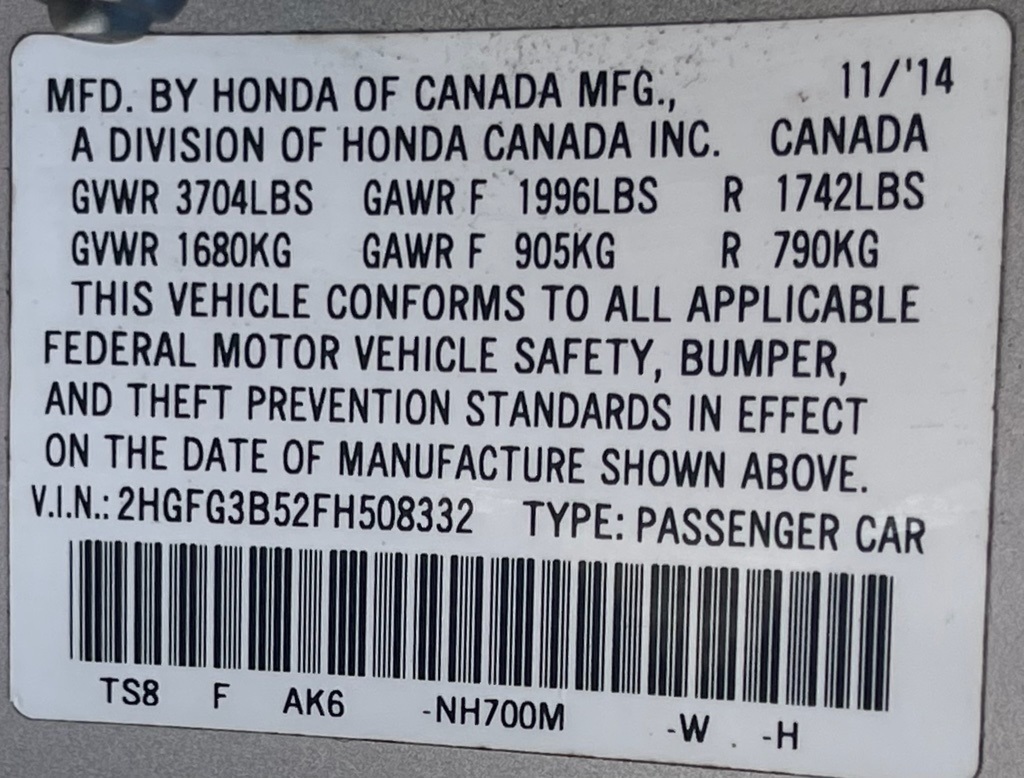 MFD. BY HONDA OF CANADA MFG., 11/'14
A DIVISION OF HONDA CANADA INC. CANADA
GVWR 3704LBS GAWR F 1996LBS R 1742LBS
GVWR 1680KG GAWR F 905KG R 790KG
THIS VEHICLE CONFORMS TO ALL APPLICABLE
FEDERAL MOTOR VEHICLE SAFETY, BUMPER,
AND THEFT PREVENTION STANDARDS IN EFFECT
ON THE DATE OF MANUFACTURE SHOWN ABOVE.
V.I.N.: 2HGFG3B52FH508332 TYPE: PASSENGER CAR
TS8 F AK6 -NH700M -W -H